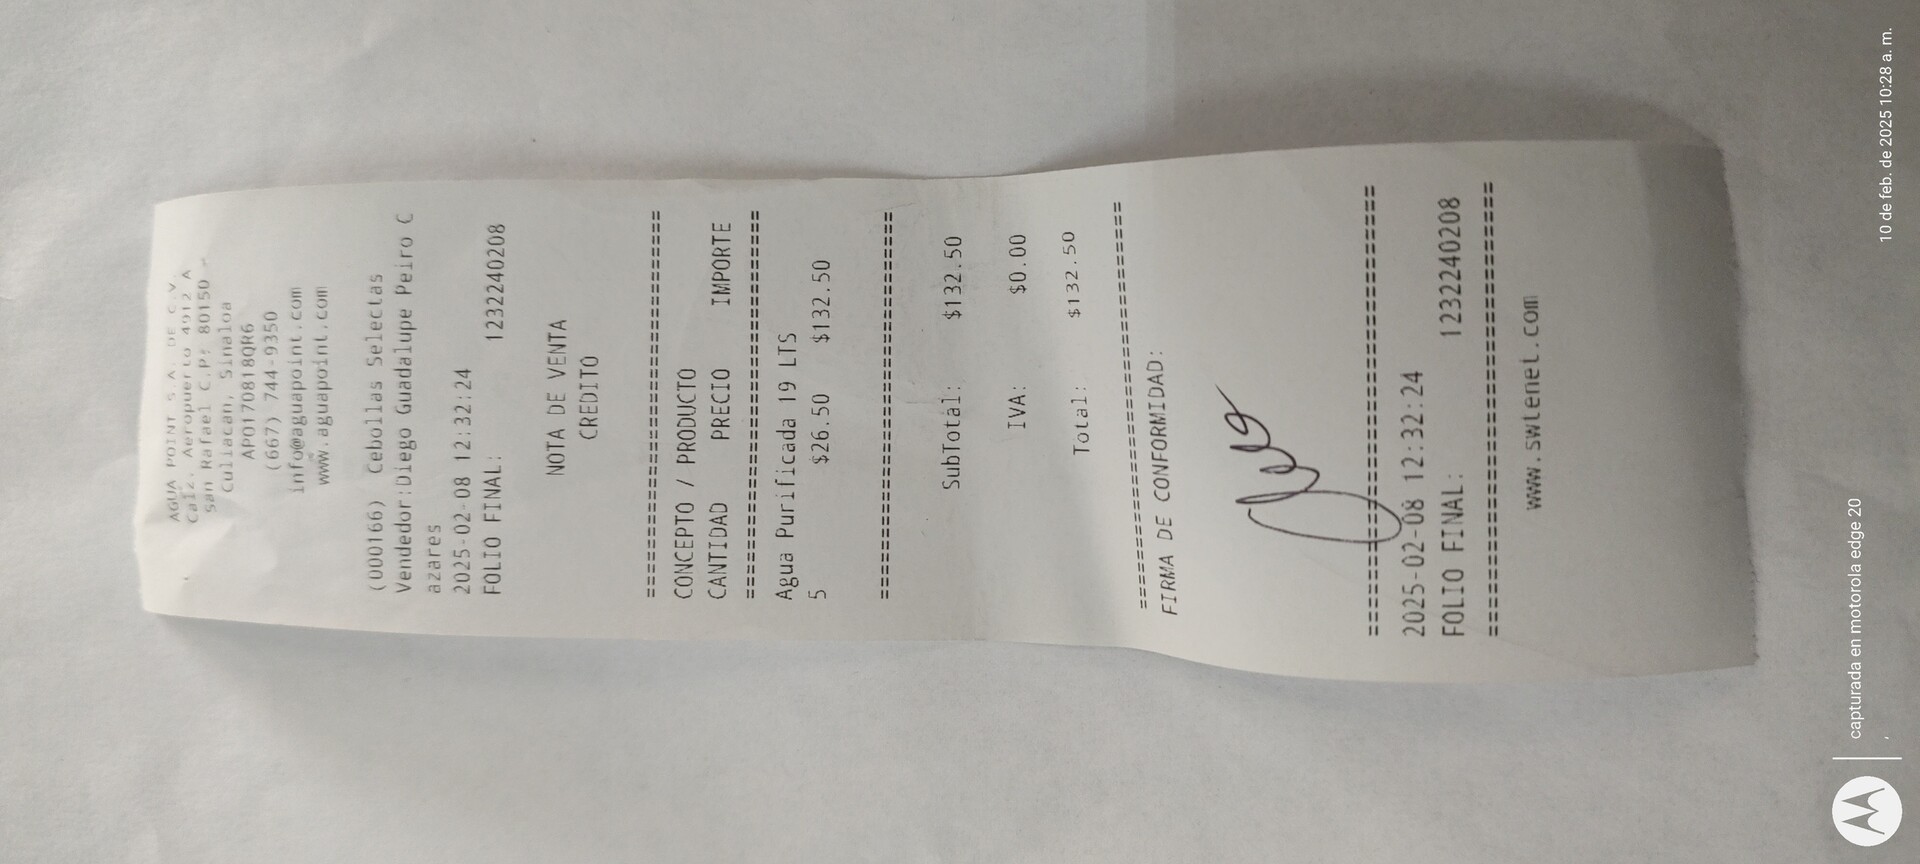 AGUA POINT S.A. DE C.V.
Calz. Aeropuerto 4912 A
San Rafael C.P: 80150
Culiacan, Sinaloa
APO170818QR6
(667) 744-9350
info@aguapoint.com
www.aguapoint.com
(000166) Cebollas Selectas
Vendedor:Diego Guadalupe Peiro C
azares
2025-02-08 12:32:24
FOLIO FINAL: 1232240208
NOTA DE VENTA
CREDITO
================================
CONCEPTO / PRODUCTO
CANTIDAD PRECIO IMPORTE
================================
Agua Purificada 19 LTS
5 $26.50 $132.50
================================
SubTotal: $132.50
IVA: $0.00
Total: $132.50
================================
FIRMA DE CONFORMIDAD:
================================
2025-02-08 12:32:24
FOLIO FINAL: 1232240208
================================
www.swtenel.com
capturada en motorola edge 20
, 10 de feb. de 2025 10:28 a. m.